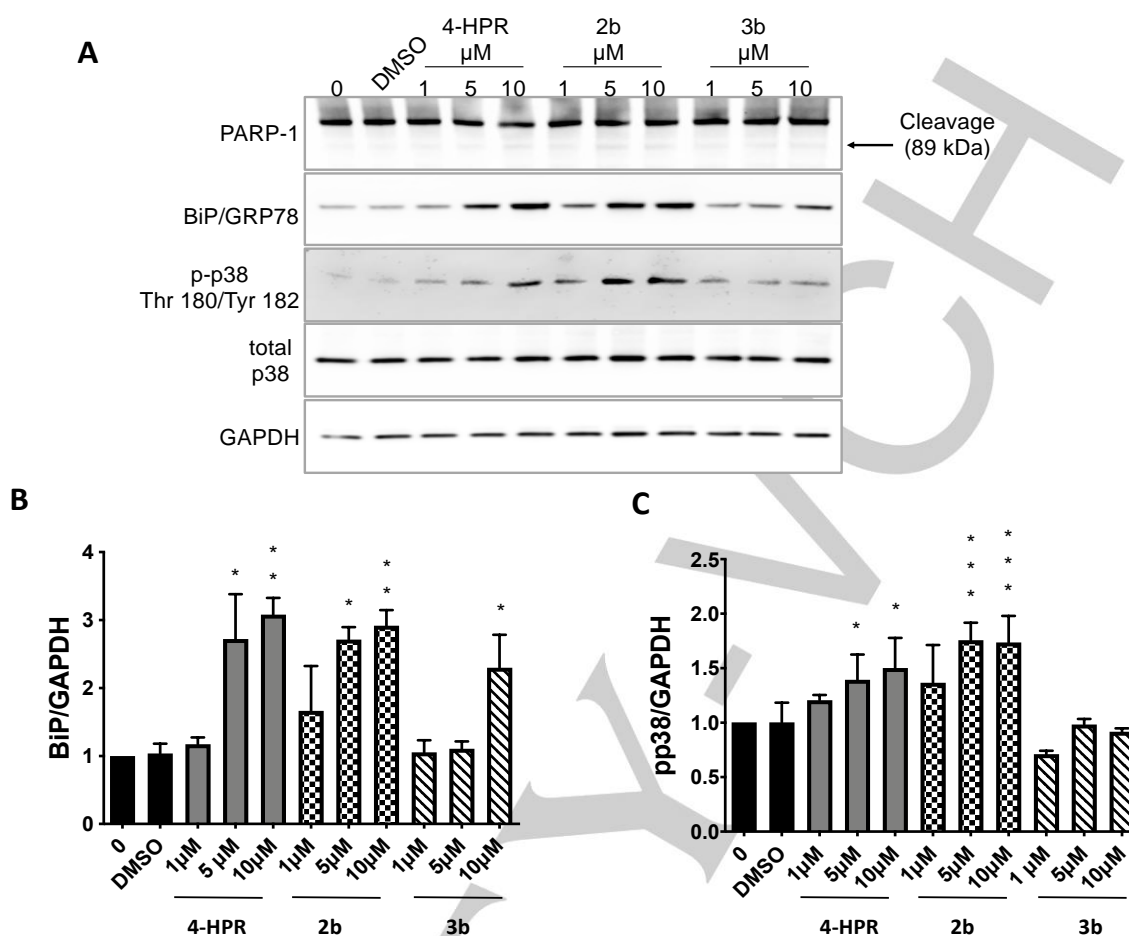 A
4-HPR 2b 3b
µM µM µM
0 DMSO 1 5 10 1 5 10 1 5 10
PARP-1
Cleavage
(89 kDa)
BiP/GRP78
p-p38
Thr 180/Tyr 182
total
p38
GAPDH
B
BiP/GAPDH
4
3
2
1
0
* * * * * * *
0 DMSO 1µM 5 µM 10µM 1µM 5µM 10µM 1µM 5µM 10µM
4-HPR 2b 3b
C
pp38/GAPDH
2.5
2.0
1.5
1.0
0.5
0.0
* * * * * * * *
0 DMSO 1µM 5µM 10µM 1µM 5µM 10µM 1 µM 5µM 10µM
4-HPR 2b 3b
Y-VCH